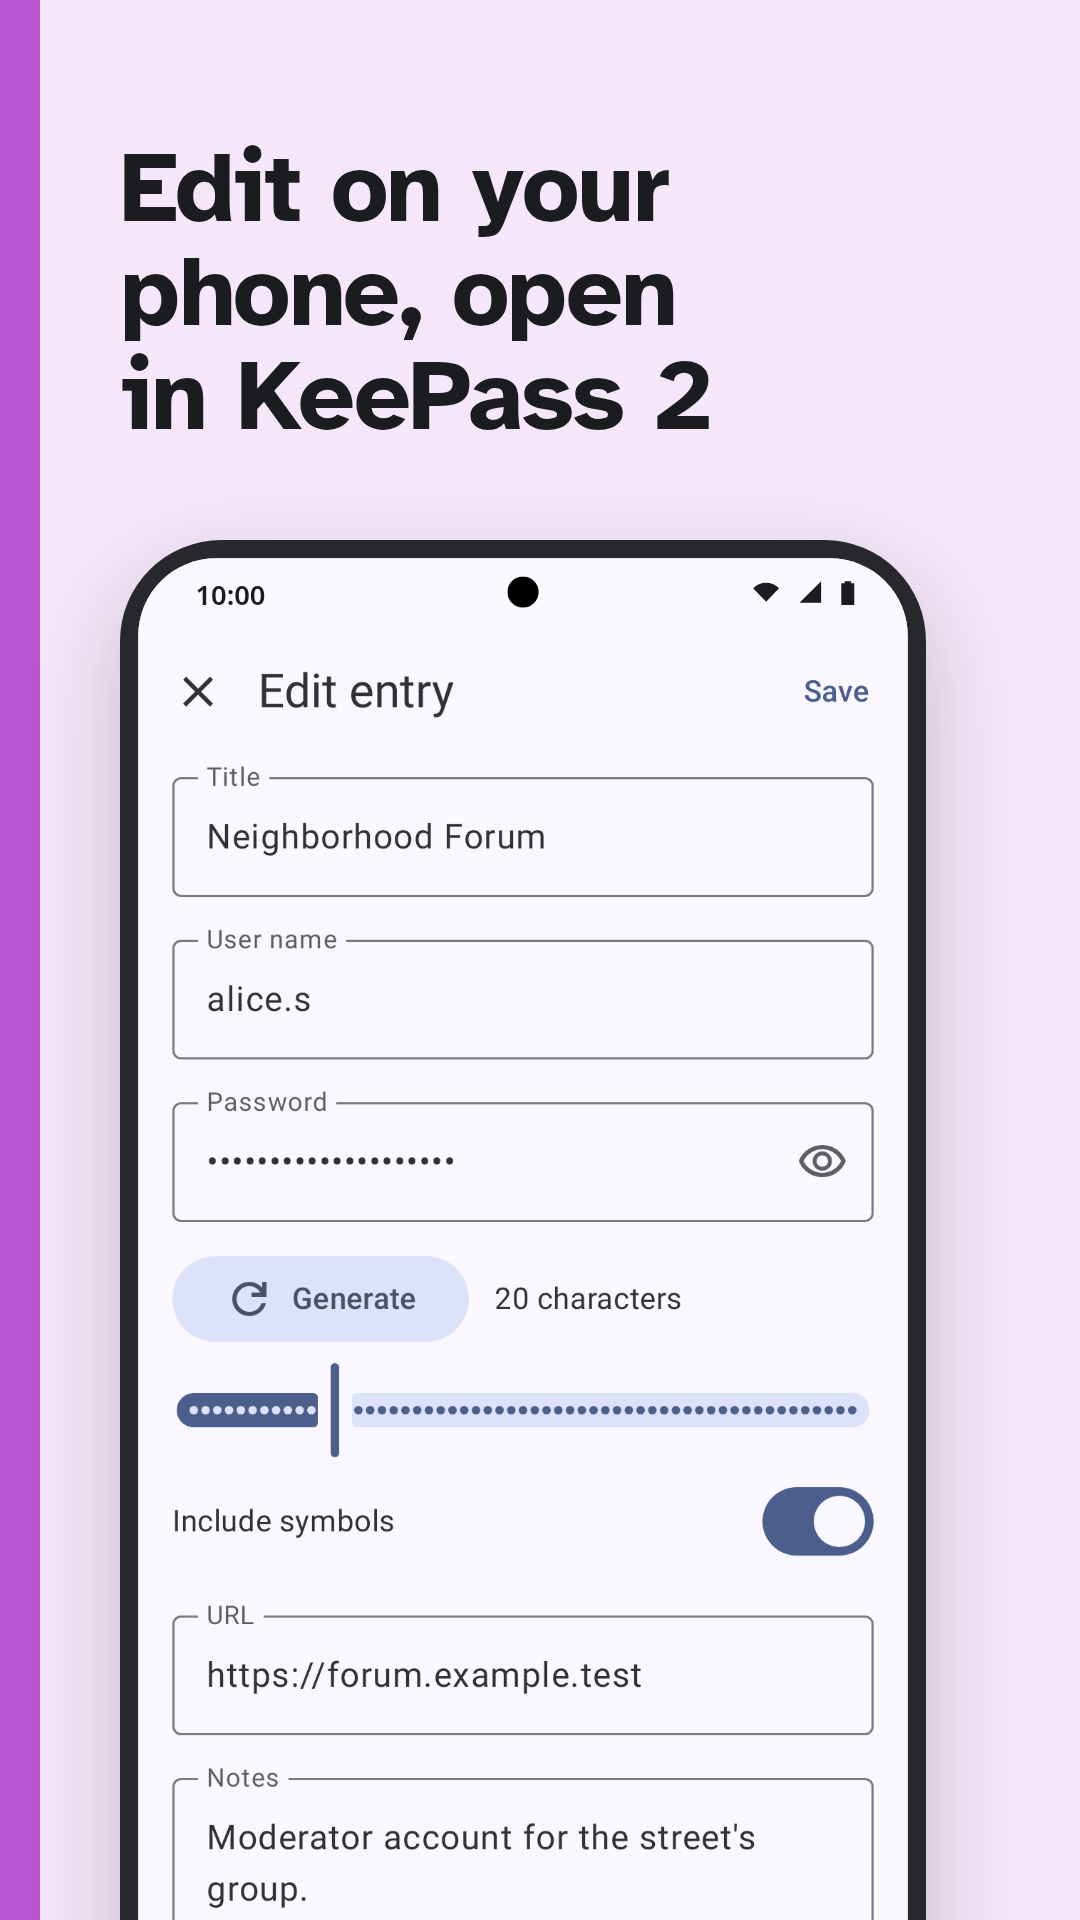 Edit on your
phone, open
in KeePass 2
10:00
Edit entry
Save
Title
Neighborhood Forum
User name
alice.s
Password
••••••••••••••••••••
Generate
20 characters
Include symbols
URL
https://forum.example.test
Notes
Moderator account for the street's
group.